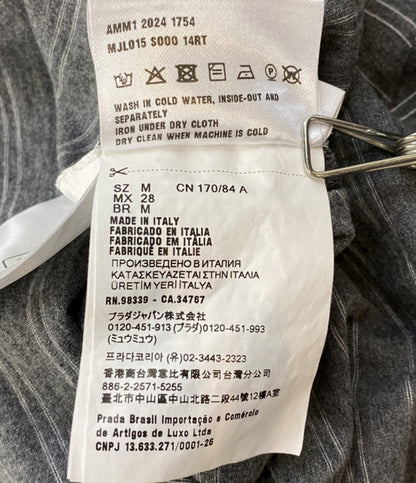 AMM1 2024 1754
MJL015 S000 14RT
WASH IN COLD WATER, INSIDE-OUT AND
SEPARATELY
IRON UNDER DRY CLOTH
DRY CLEAN WHEN MACHINE IS COLD
SZ M CN 170/84 A
MX 28
BR M
MADE IN ITALY
FABRICADO EN ITALIA
FABRICADO EM ITÁLIA
FABRIQUÉ EN ITALIE
ПРОИЗВЕДЕНО В ИТАЛИЯ
ΚΑΤΑΣΚΕΥΑΖΕΤΑΙ ΣΤΗΝ ΙΤΑΛΙΑ
ÜRETİM YERİ İTALYA
RN.98339 - CA.34767
プラダジャパン株式会社
0120-451-913 (プラダ) 0120-451-993
(ミュウミュウ)
프라다코리아 (유) 02-3443-2323
香港商台灣意比有限公司台灣分公司
886-2-2571-5255
臺北市中山區中山北路二段44號12樓A室
Prada Brasil Importação e Comércio
de Artigos de Luxo Ltda
CNPJ 13.633.271/0001-26